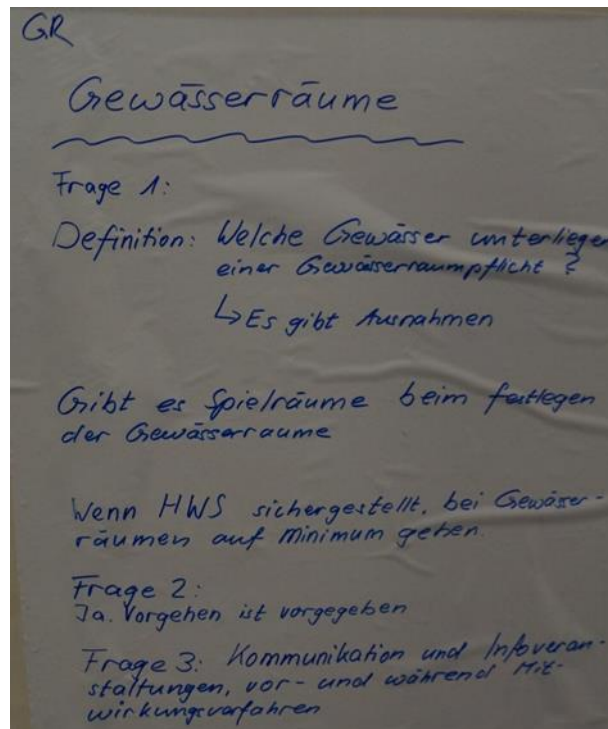 GR
Gewässerräume
Frage 1:
Definition: Welche Gewässer unterliegen
einer Gewässerraumpflicht ?
↳ Es gibt Ausnahmen
Gibt es Spielräume beim festlegen
der Gewässerraume
Wenn HWS sichergestellt, bei Gewässer-
räumen auf Minimum gehen.
Frage 2:
Ja. Vorgehen ist vorgegeben
Frage 3: Kommunikation und Infoveran-
staltungen, vor- und während Mit-
wirkungsverfahren